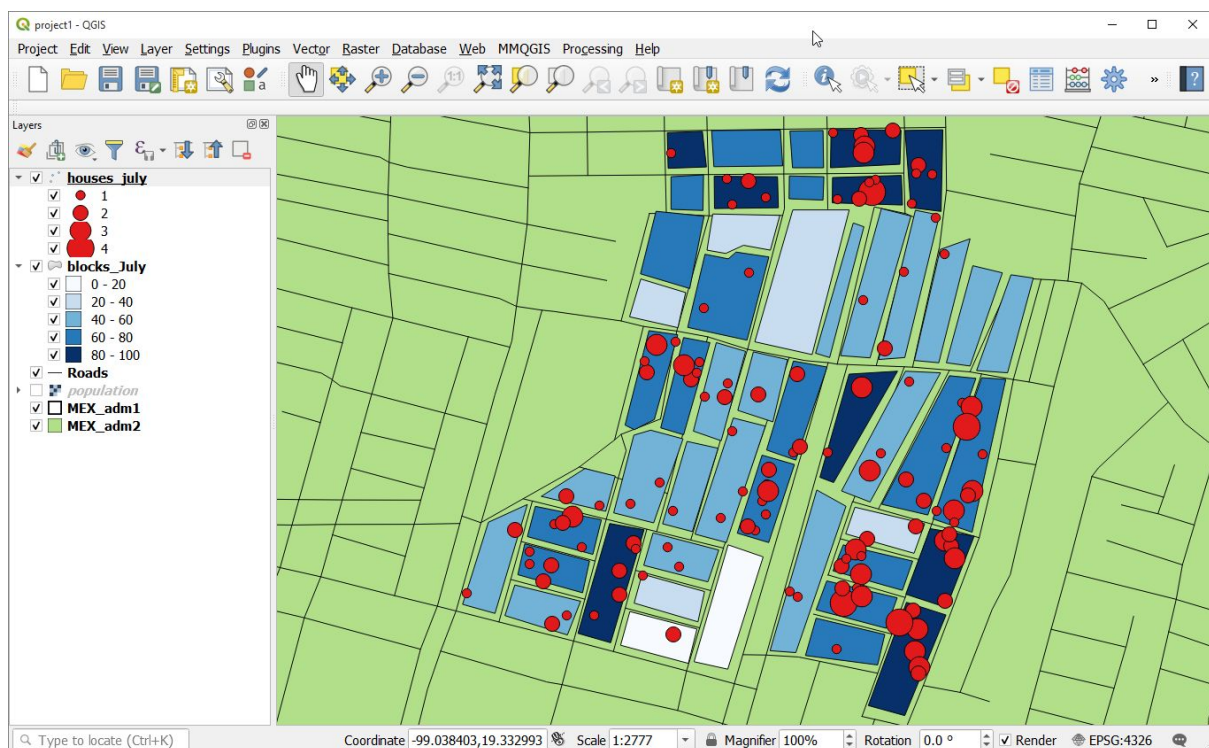 project1 - QGIS
Project Edit View Layer Settings Plugins Vector Raster Database Web MMQGIS Processing Help
1:1
a
»
?
Layers
houses_july
1
2
3
4
blocks_July
0 - 20
20 - 40
40 - 60
60 - 80
80 - 100
Roads
population
MEX_adm1
MEX_adm2
Type to locate (Ctrl+K) Coordinate -99.038403,19.332993 Scale 1:2777 Magnifier 100% Rotation 0.0 ° Render EPSG:4326